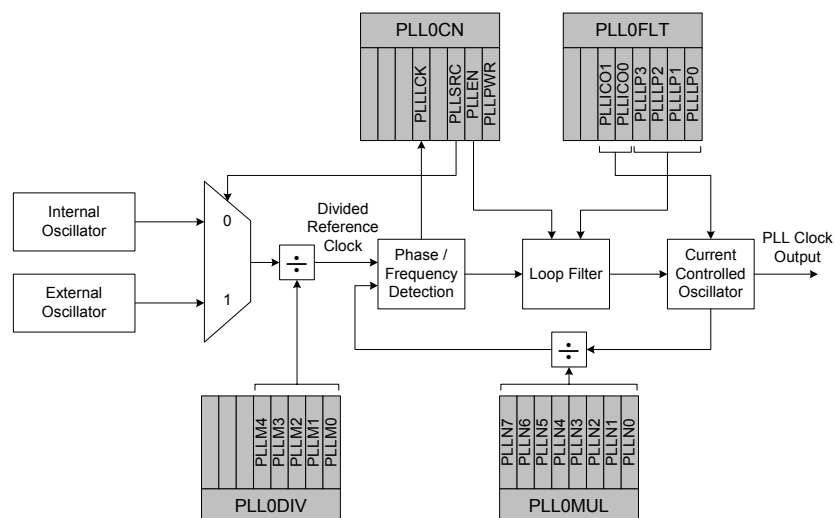 PLL0CN
PLLLCK
PLLSRC
PLLEN
PLLPWR
PLL0FLT
PLLICO1
PLLICO0
PLLLP3
PLLLP2
PLLLP1
PLLLP0
Internal
Oscillator
External
Oscillator
0
1
÷
Divided
Reference
Clock
Phase /
Frequency
Detection
Loop Filter
Current
Controlled
Oscillator
PLL Clock
Output
÷
PLLM4
PLLM3
PLLM2
PLLM1
PLLM0
PLL0DIV
PLLN7
PLLN6
PLLN5
PLLN4
PLLN3
PLLN2
PLLN1
PLLN0
PLL0MUL